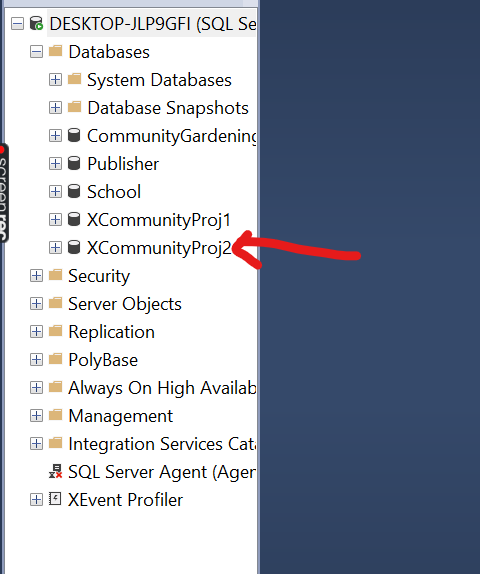 DESKTOP-JLP9GFI (SQL Se
Databases
System Databases
Database Snapshots
CommunityGardening
Publisher
School
XCommunityProj1
XCommunityProj2
Security
Server Objects
Replication
PolyBase
Always On High Availab
Management
Integration Services Cata
SQL Server Agent (Agen
XEvent Profiler
screenrec